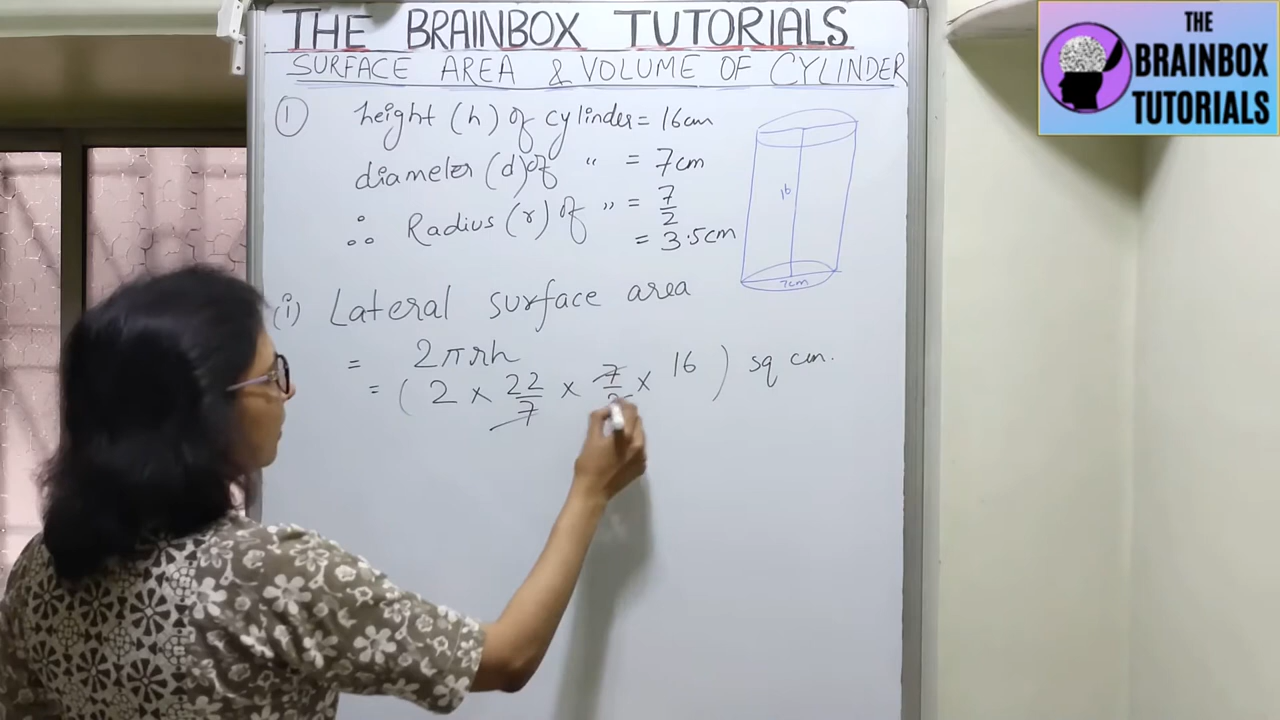 THE BRAINBOX TUTORIALS
SURFACE AREA & VOLUME OF CYLINDER
① height (h) of cylinder = 16cm
diameter (d) of " = 7cm
∴ Radius (r) of " = 7/2
= 3.5cm
16
7cm
(i) Lateral surface area
= 2πrh
= ( 2 × 22/7 × 7/2 × 16 ) sq cm.
THE
BRAINBOX
TUTORIALS